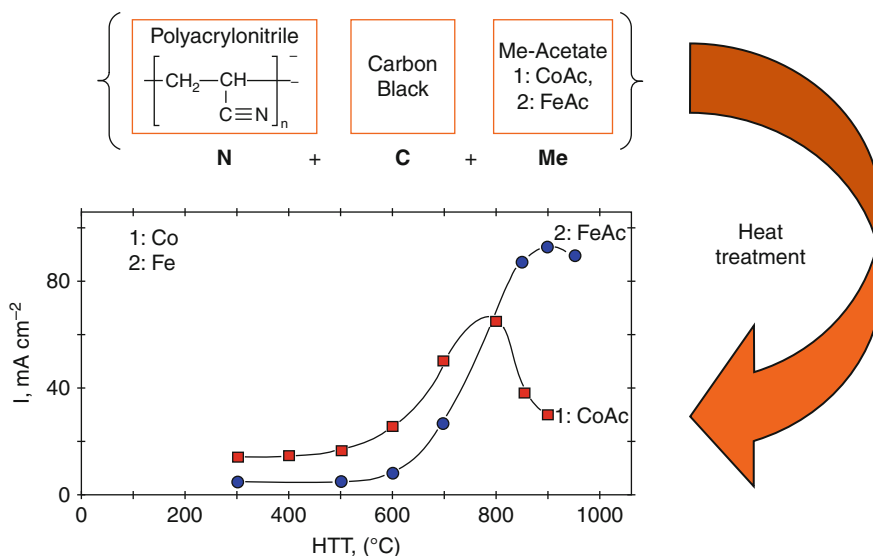 Polyacrylonitrile
CH2–CH
C≡N
n
Carbon
Black
Me-Acetate
1: CoAc,
2: FeAc
N + C + Me
Heat
treatment
1: Co
2: Fe
2: FeAc
1: CoAc
80
40
0
I, mA cm−2
0 200 400 600 800 1000
HTT, (°C)